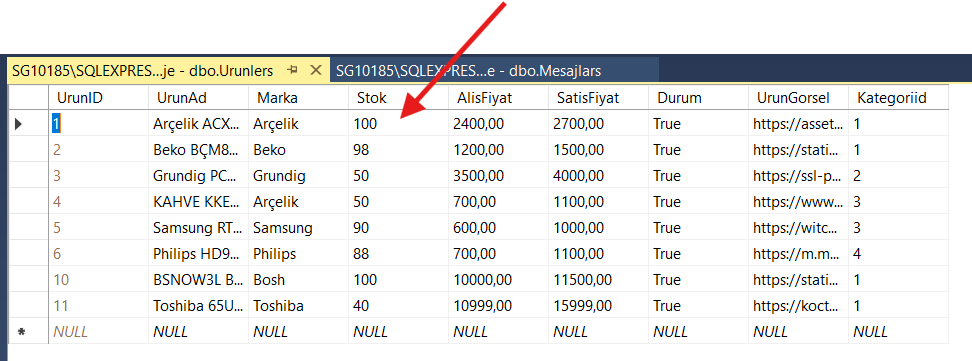 SG10185\SQLEXPRES...je - dbo.Urunlers SG10185\SQLEXPRES...e - dbo.Mesajlars
UrunID UrunAd Marka Stok AlisFiyat SatisFiyat Durum UrunGorsel Kategoriid
1 Arçelik ACX... Arçelik 100 2400,00 2700,00 True https://asset... 1
2 Beko BÇM8... Beko 98 1200,00 1500,00 True https://stati... 1
3 Grundig PC... Grundig 50 3500,00 4000,00 True https://ssl-p... 2
4 KAHVE KKE... Arçelik 50 700,00 1100,00 True https://www... 3
5 Samsung RT... Samsung 90 600,00 1000,00 True https://witc... 3
6 Philips HD9... Philips 88 700,00 1100,00 True https://m.m... 4
10 BSNOW3L B... Bosh 100 10000,00 11500,00 True https://stati... 1
11 Toshiba 65U... Toshiba 40 10999,00 15999,00 True https://koct... 1
* NULL NULL NULL NULL NULL NULL NULL NULL NULL